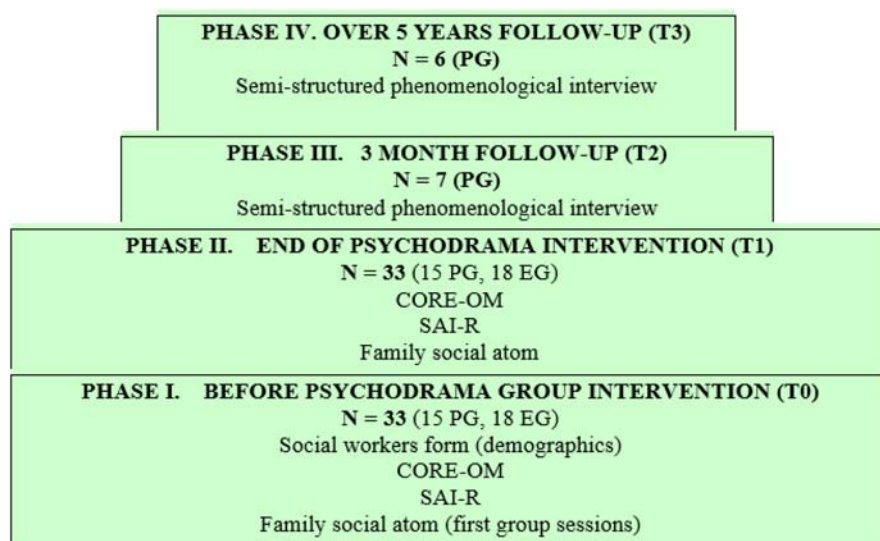 PHASE IV. OVER 5 YEARS FOLLOW-UP (T3)
N = 6 (PG)
Semi-structured phenomenological interview
PHASE III. 3 MONTH FOLLOW-UP (T2)
N = 7 (PG)
Semi-structured phenomenological interview
PHASE II. END OF PSYCHODRAMA INTERVENTION (T1)
N = 33 (15 PG, 18 EG)
CORE-OM
SAI-R
Family social atom
PHASE I. BEFORE PSYCHODRAMA GROUP INTERVENTION (T0)
N = 33 (15 PG, 18 EG)
Social workers form (demographics)
CORE-OM
SAI-R
Family social atom (first group sessions)